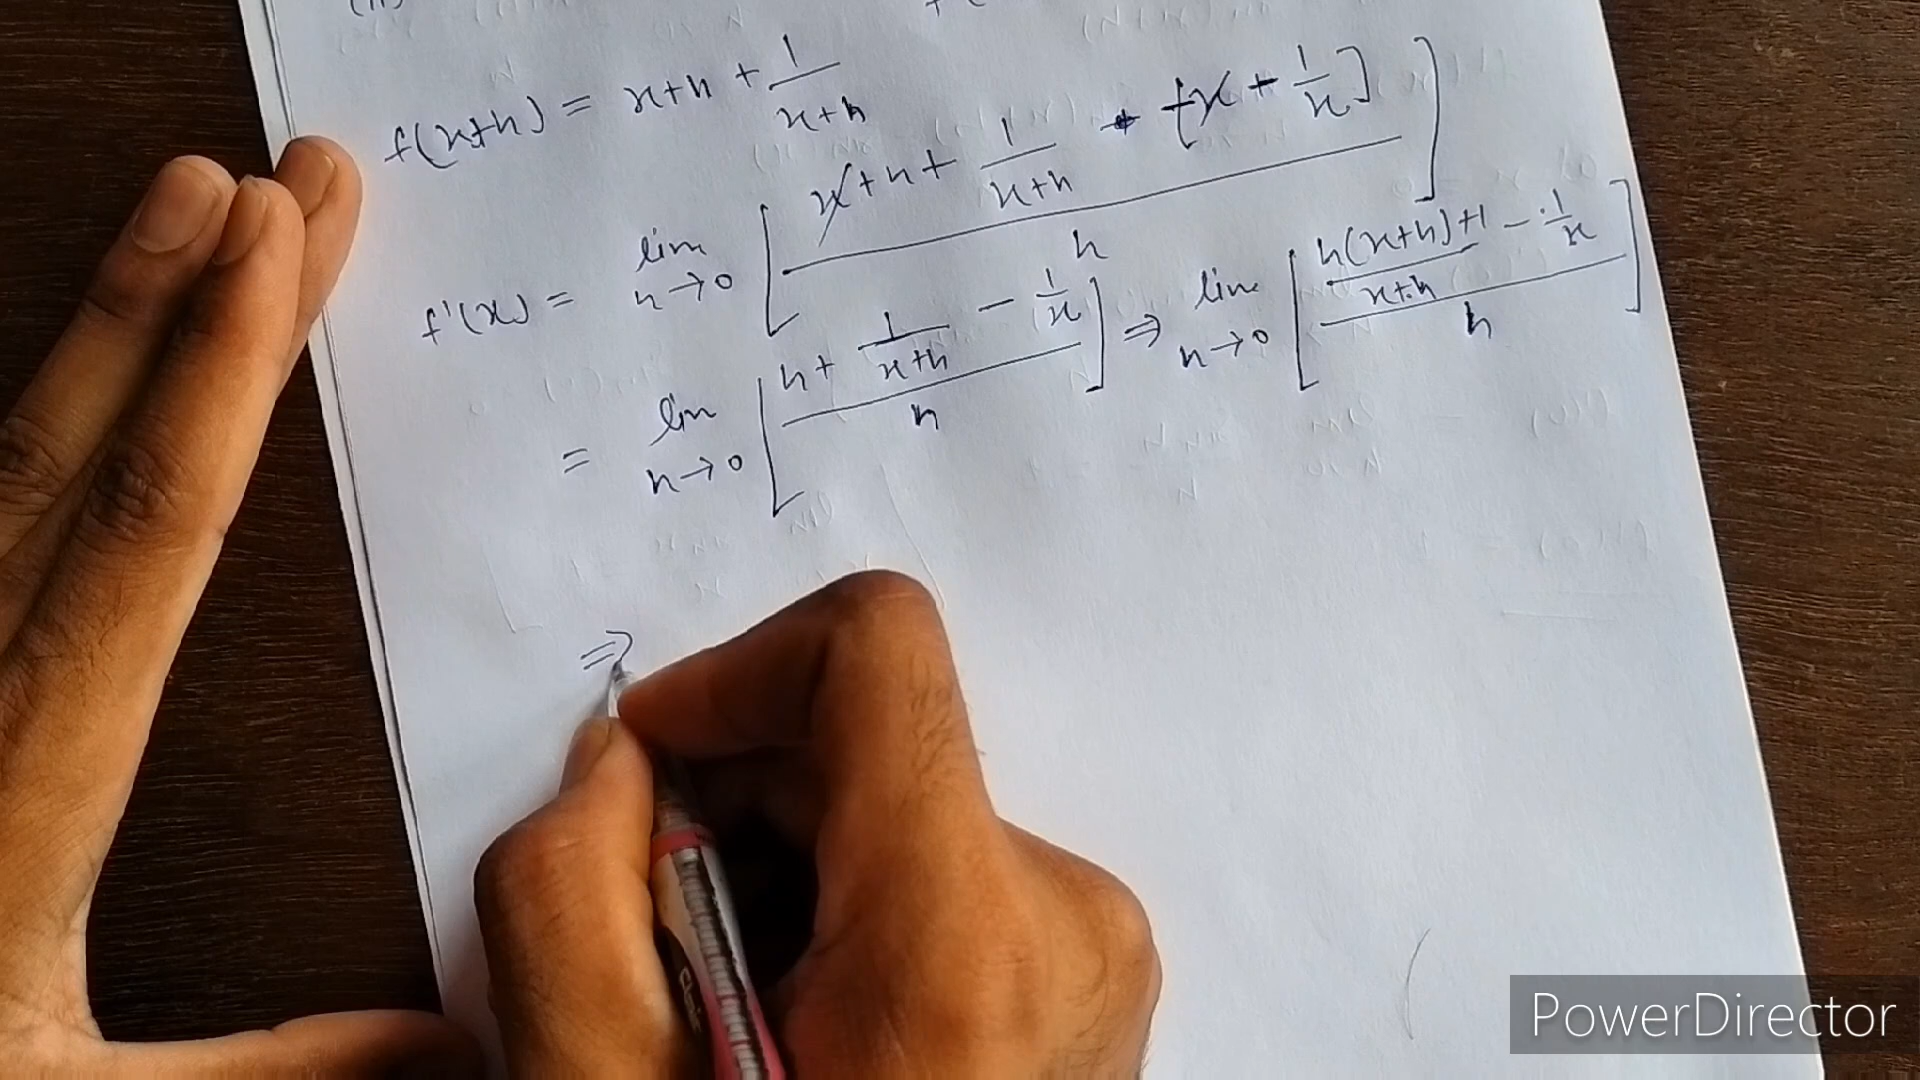 f(x+h) = x+h + 1/(x+h)
f'(x) = lim h→0 [ (x+h + 1/(x+h) - [x + 1/x]) / h ]
= lim h→0 [ (h + 1/(x+h) - 1/x) / h ] ⇒ lim h→0 [ ((h(x+h)+1)/(x+h) - 1/x) / h ]
⇒
PowerDirector